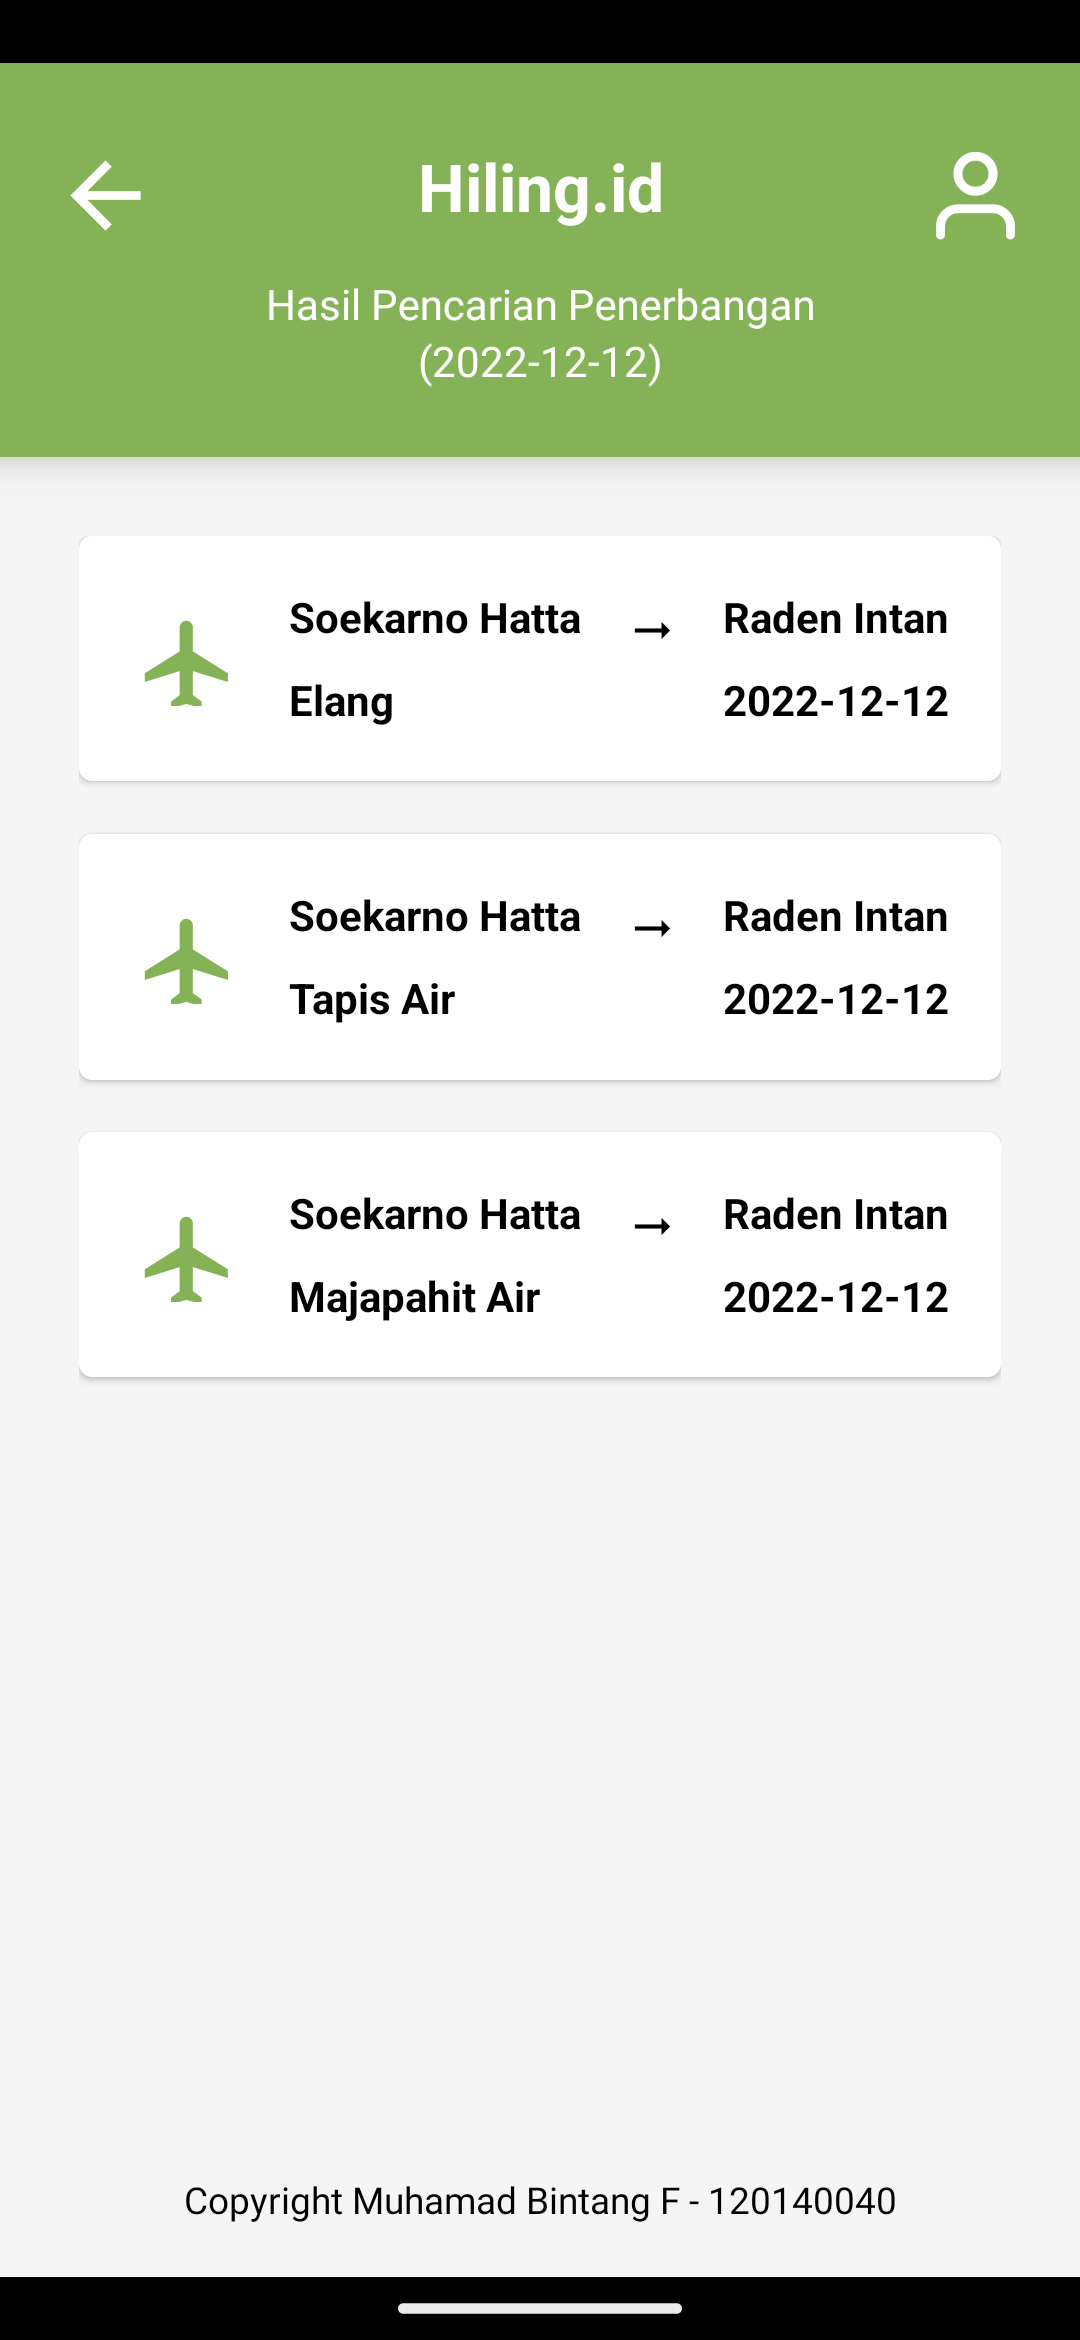 Hiling.id
Hasil Pencarian Penerbangan
(2022-12-12)
Soekarno Hatta → Raden Intan
Elang 2022-12-12
Soekarno Hatta → Raden Intan
Tapis Air 2022-12-12
Soekarno Hatta → Raden Intan
Majapahit Air 2022-12-12
Copyright Muhamad Bintang F - 120140040